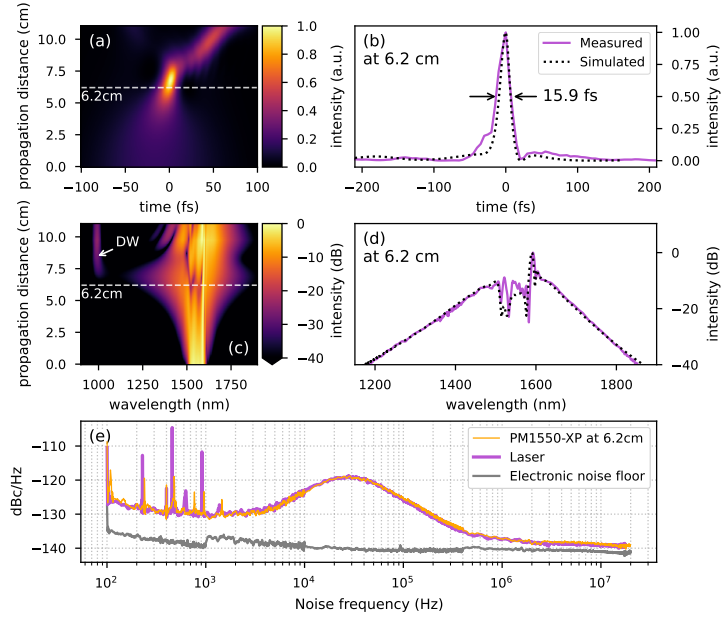 propagation distance (cm)
10.0
7.5
5.0
2.5
0.0
(a)
6.2cm
−100
−50
0
50
100
time (fs)
1.0
0.8
0.6
0.4
0.2
0.0
intensity (a.u.)
(b)
at 6.2 cm
Measured
Simulated
15.9 fs
−200
−100
0
100
200
time (fs)
1.00
0.75
0.50
0.25
0.00
intensity (a.u.)
propagation distance (cm)
10.0
7.5
5.0
2.5
0.0
DW
6.2cm
(c)
1000
1250
1500
1750
wavelength (nm)
0
−10
−20
−30
−40
intensity (dB)
(d)
at 6.2 cm
1200
1400
1600
1800
wavelength (nm)
0
−20
−40
intensity (dB)
(e)
dBc/Hz
−110
−120
−130
−140
PM1550-XP at 6.2cm
Laser
Electronic noise floor
10²
10³
10⁴
10⁵
10⁶
10⁷
Noise frequency (Hz)